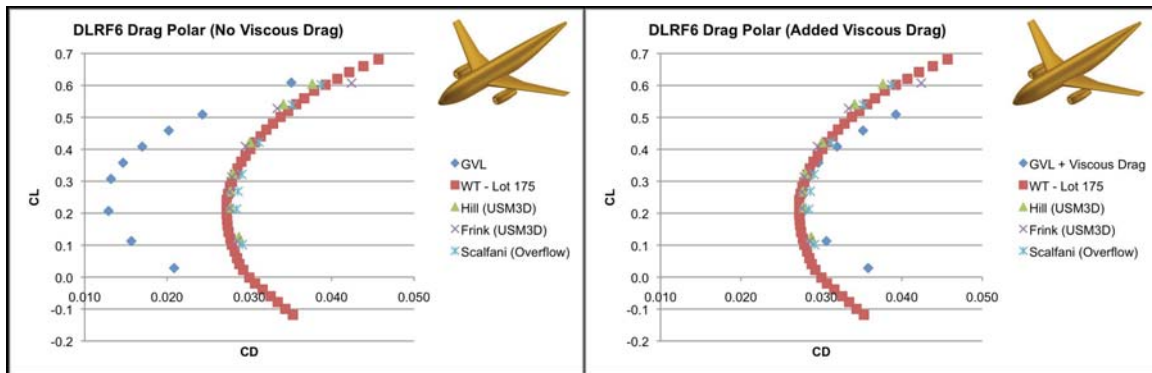 DLRF6 Drag Polar (No Viscous Drag)
0.7
0.6
0.5
0.4
0.3
0.2
0.1
0.0
-0.1
-0.2
CL
0.010
0.020
0.030
0.040
0.050
CD
GVL
WT - Lot 175
Hill (USM3D)
Frink (USM3D)
Scalfani (Overflow)
DLRF6 Drag Polar (Added Viscous Drag)
0.7
0.6
0.5
0.4
0.3
0.2
0.1
0.0
-0.1
-0.2
CL
0.010
0.020
0.030
0.040
0.050
CD
GVL + Viscous Drag
WT - Lot 175
Hill (USM3D)
Frink (USM3D)
Scalfani (Overflow)